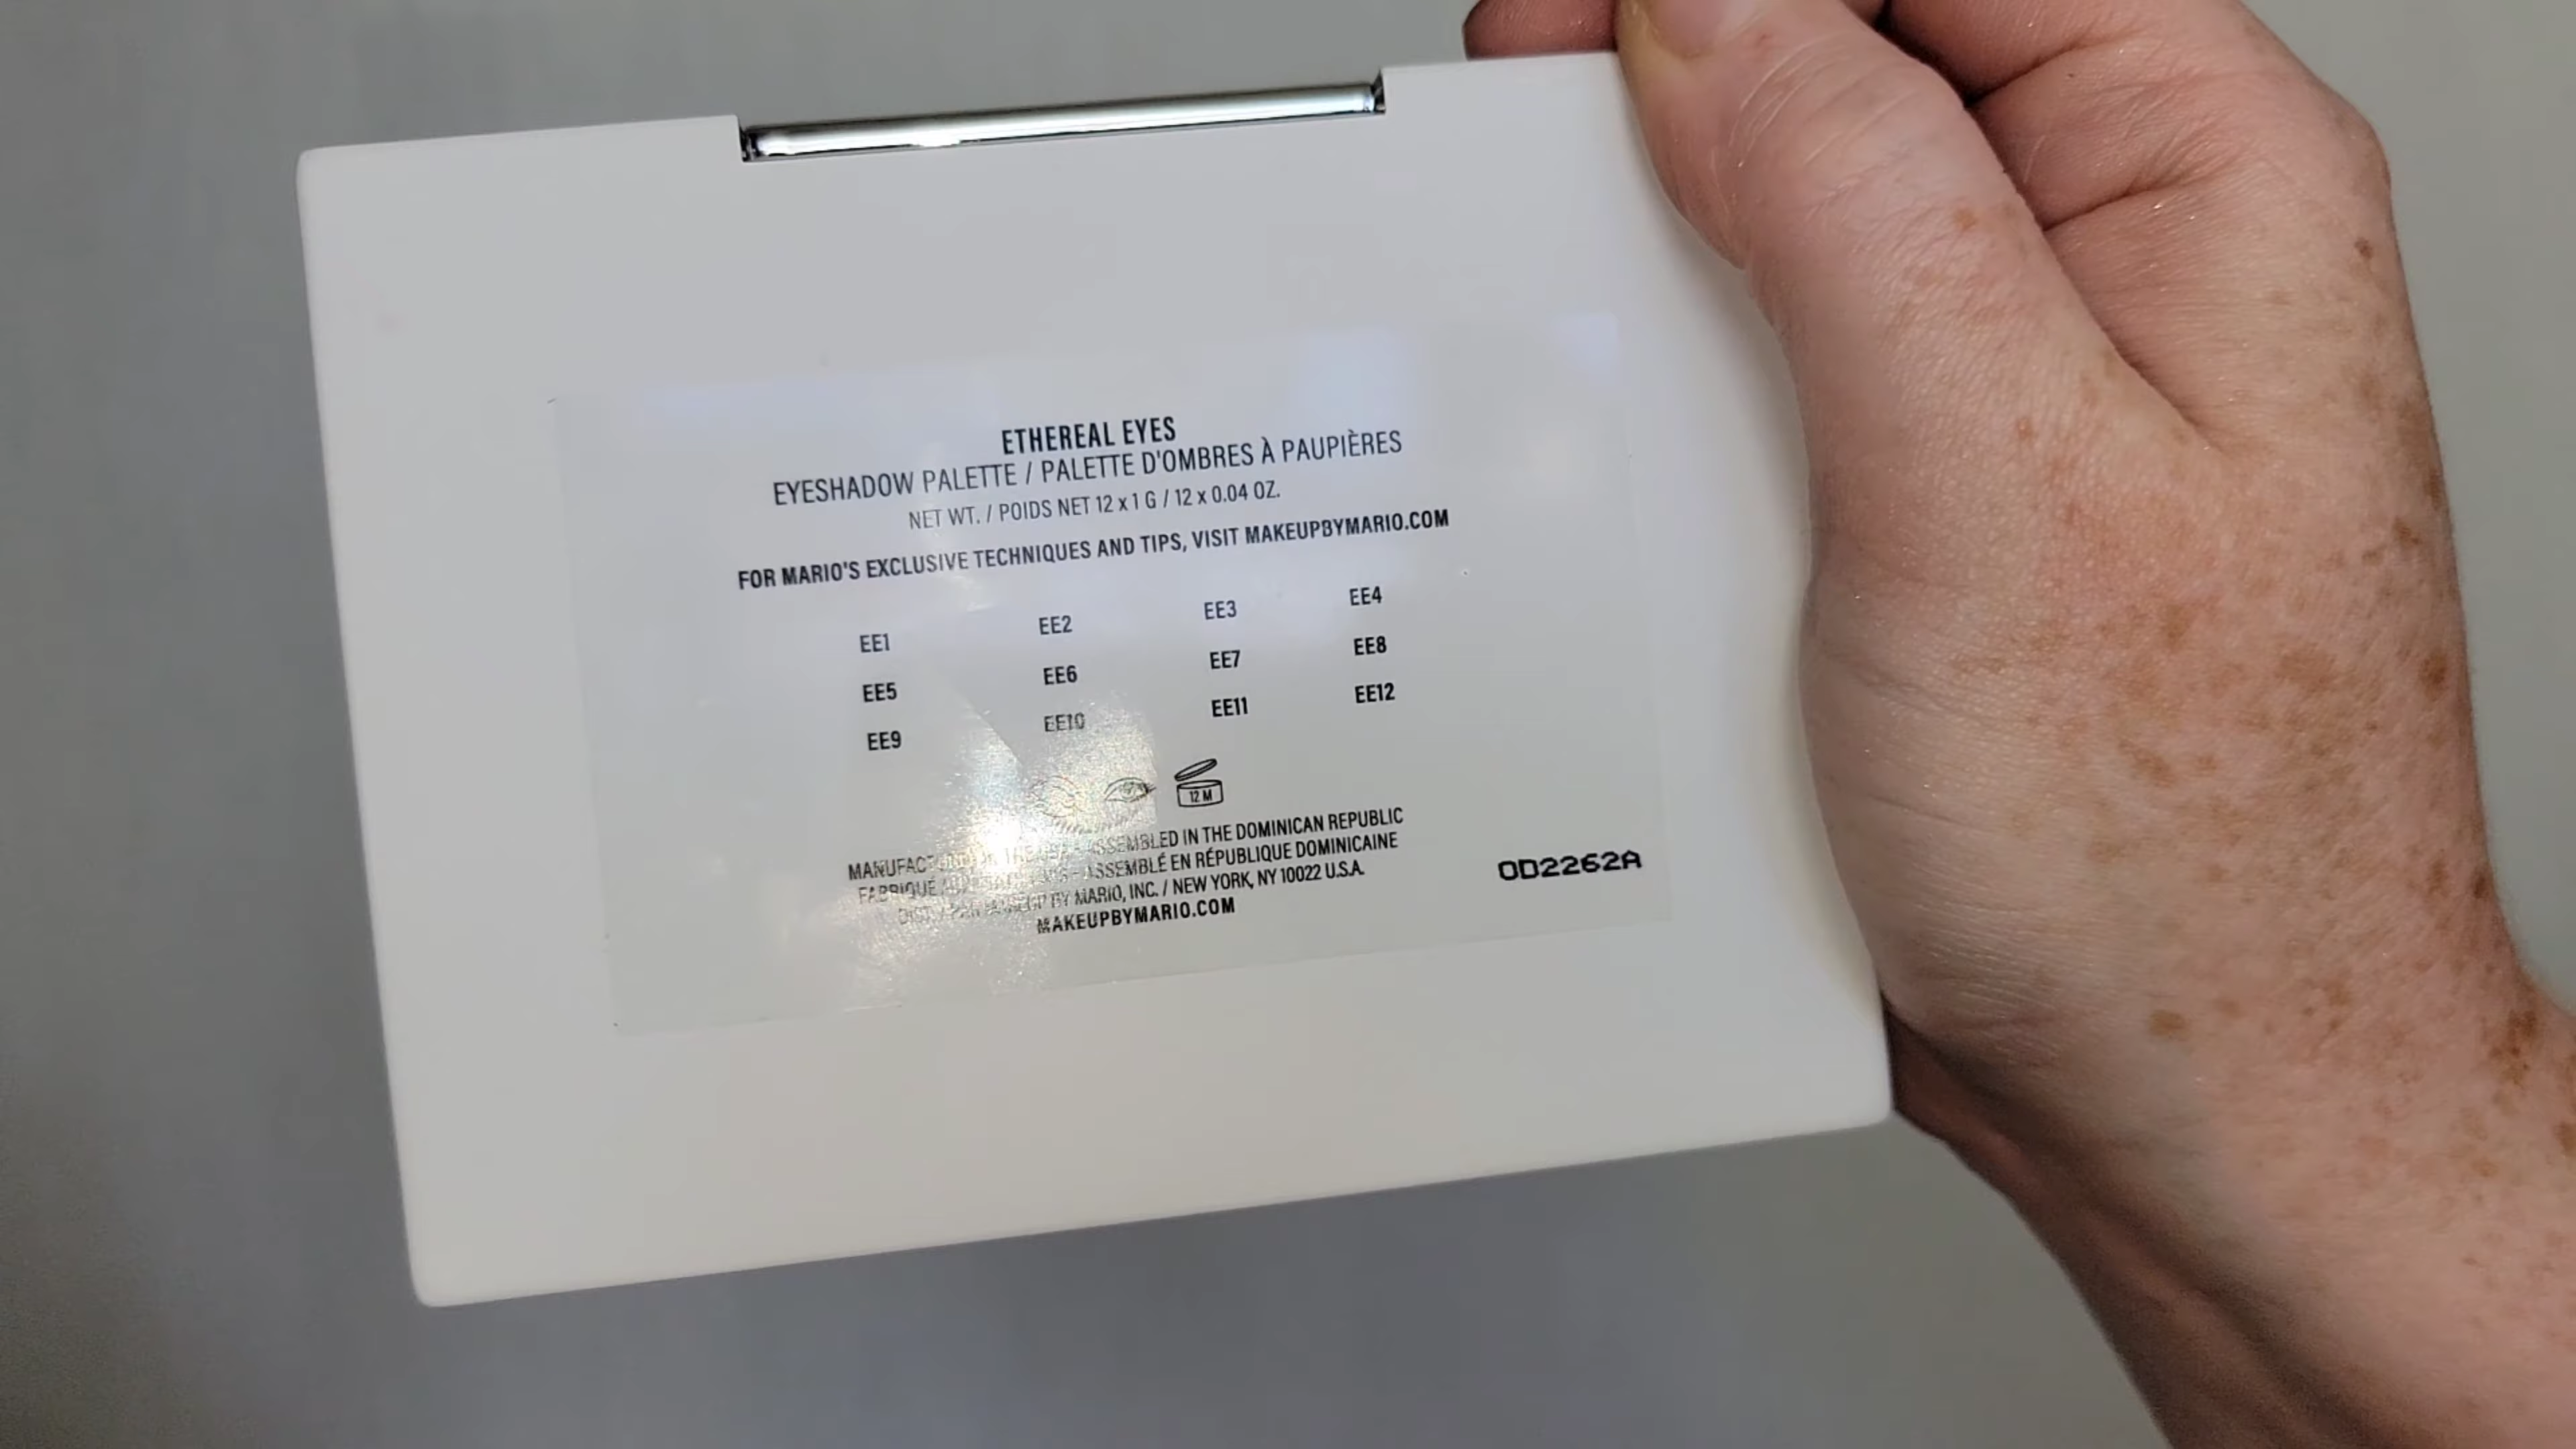 ETHEREAL EYES
EYESHADOW PALETTE / PALETTE D'OMBRES À PAUPIÈRES
NET WT. / POIDS NET 12 x 1 G / 12 x 0.04 OZ.
FOR MARIO'S EXCLUSIVE TECHNIQUES AND TIPS, VISIT MAKEUPBYMARIO.COM
EE1 EE2 EE3 EE4
EE5 EE6 EE7 EE8
EE9 EE10 EE11 EE12
12 M
ASSEMBLED IN THE DOMINICAN REPUBLIC
FABRIQUÉ - ASSEMBLÉ EN RÉPUBLIQUE DOMINICAINE
BY MARIO, INC. / NEW YORK, NY 10022 U.S.A.
MAKEUPBYMARIO.COM
OD2262A